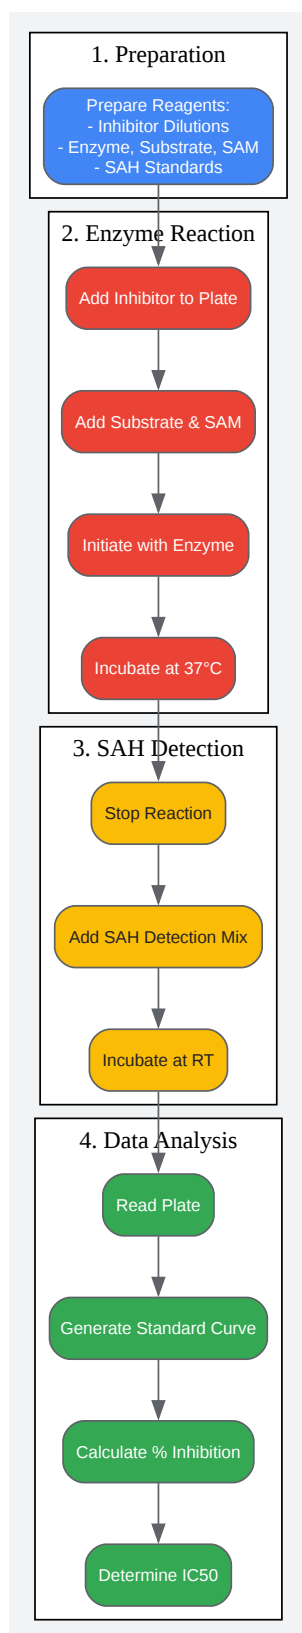 1. Preparation
Prepare Reagents:
- Inhibitor Dilutions
- Enzyme, Substrate, SAM
- SAH Standards
2. Enzyme Reaction
Add Inhibitor to Plate
Add Substrate & SAM
Initiate with Enzyme
Incubate at 37°C
3. SAH Detection
Stop Reaction
Add SAH Detection Mix
Incubate at RT
4. Data Analysis
Read Plate
Generate Standard Curve
Calculate % Inhibition
Determine IC50